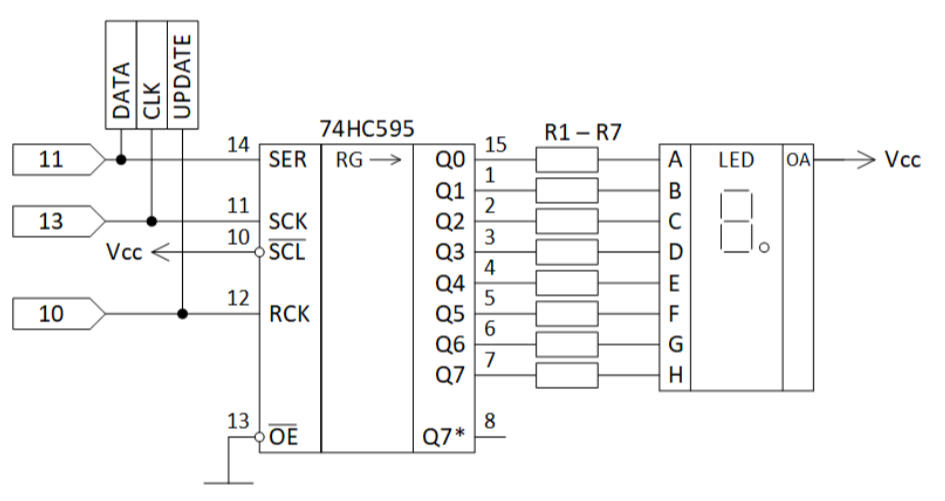 DATA
CLK
UPDATE
74HC595
R1 – R7
11
14
SER
RG
Q0
15
A
LED
OA
Vcc
Q1
1
B
13
11
SCK
Q2
2
C
Vcc
10
SCL
Q3
3
D
Q4
4
E
10
12
RCK
Q5
5
F
Q6
6
G
Q7
7
H
13
OE
Q7*
8